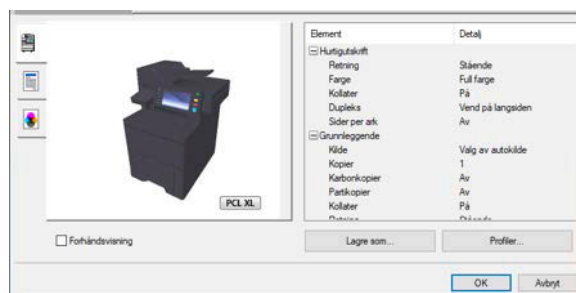 Element Detalj
Hurtigutskrift
Retning Stående
Farge Full farge
Kollater På
Dupleks Vend på langsiden
Sider per ark Av
Grunnleggende
Kilde Valg av autokilde
Kopier 1
Karbonkopier Av
Partikopier Av
Kollater På
Retning Stående
PCL XL
Forhåndsvisning Lagre som... Profiler...
OK Avbryt